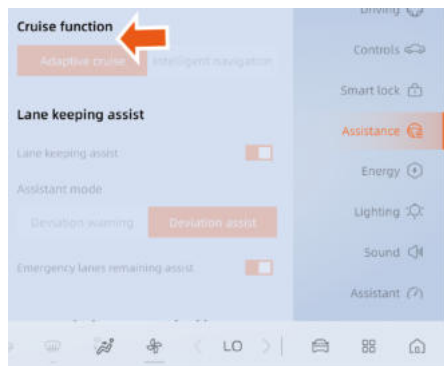 Driving
Cruise function
Adaptive cruise
Intelligent navigation
Controls
Smart lock
Lane keeping assist
Assistance
Lane keeping assist
Energy
Assistant mode
Deviation warning
Deviation assist
Lighting
Sound
Emergency lanes remaining assist
Assistant
LO